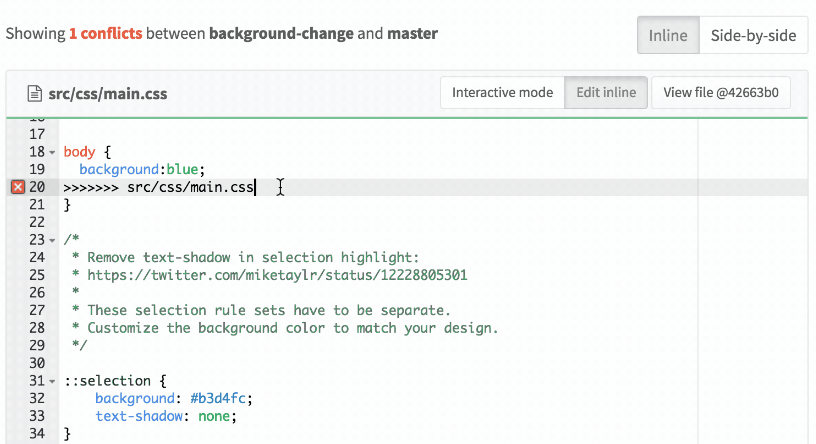 Showing 1 conflicts between background-change and master
Inline Side-by-side
src/css/main.css
Interactive mode Edit inline View file @42663b0
17
18 body {
19 background:blue;
20 >>>>>>> src/css/main.css
21 }
22
23 /*
24 * Remove text-shadow in selection highlight:
25 * https://twitter.com/miketaylr/status/12228805301
26 *
27 * These selection rule sets have to be separate.
28 * Customize the background color to match your design.
29 */
30
31 ::selection {
32 background: #b3d4fc;
33 text-shadow: none;
34 }